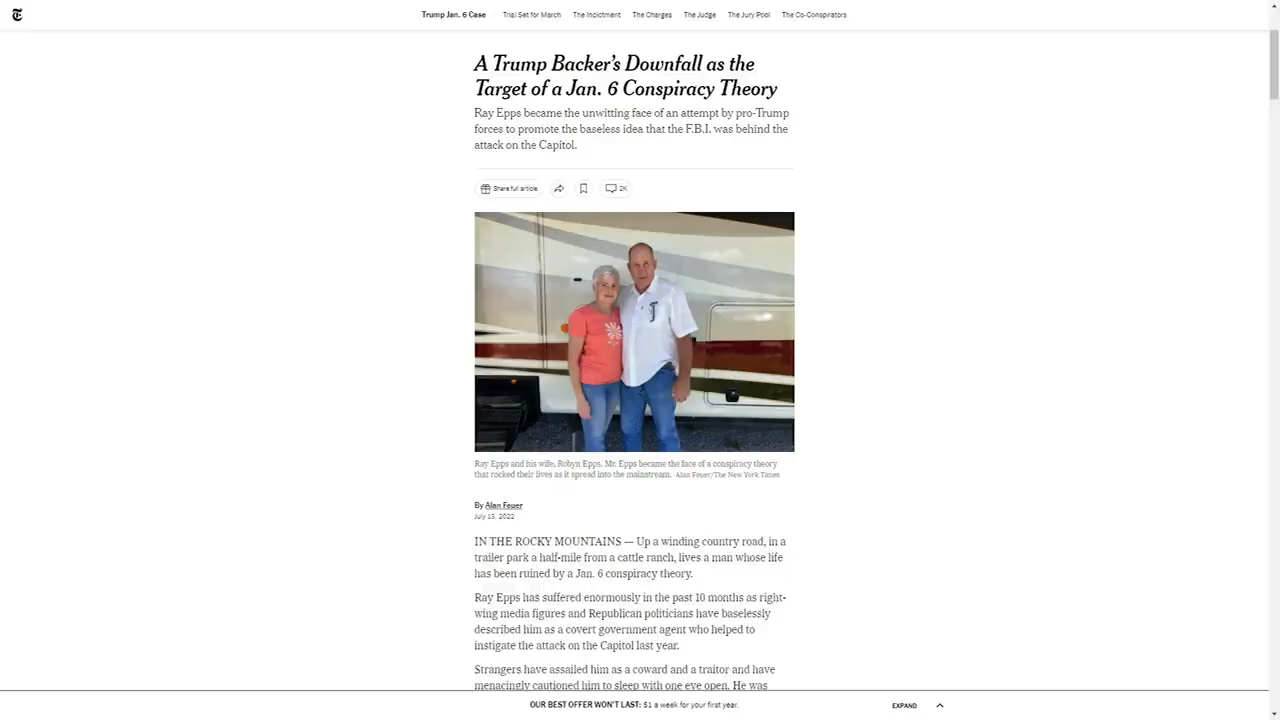 Trump Jan. 6 Case
Trial Set for March
The Indictment
The Charges
The Judge
The Jury Pool
The Co-Conspirators
A Trump Backer's Downfall as the
Target of a Jan. 6 Conspiracy Theory
Ray Epps became the unwitting face of an attempt by pro-Trump
forces to promote the baseless idea that the F.B.I. was behind the
attack on the Capitol.
Share full article
2K
Ray Epps and his wife, Robyn Epps. Mr. Epps became the face of a conspiracy theory
that rocked their lives as it spread into the mainstream. Alan Feuer/The New York Times
By Alan Feuer
July 13, 2022
IN THE ROCKY MOUNTAINS — Up a winding country road, in a
trailer park a half-mile from a cattle ranch, lives a man whose life
has been ruined by a Jan. 6 conspiracy theory.
Ray Epps has suffered enormously in the past 10 months as right-
wing media figures and Republican politicians have baselessly
described him as a covert government agent who helped to
instigate the attack on the Capitol last year.
Strangers have assailed him as a coward and a traitor and have
menacingly cautioned him to sleep with one eye open. He was
OUR BEST OFFER WON'T LAST: $1 a week for your first year.
EXPAND